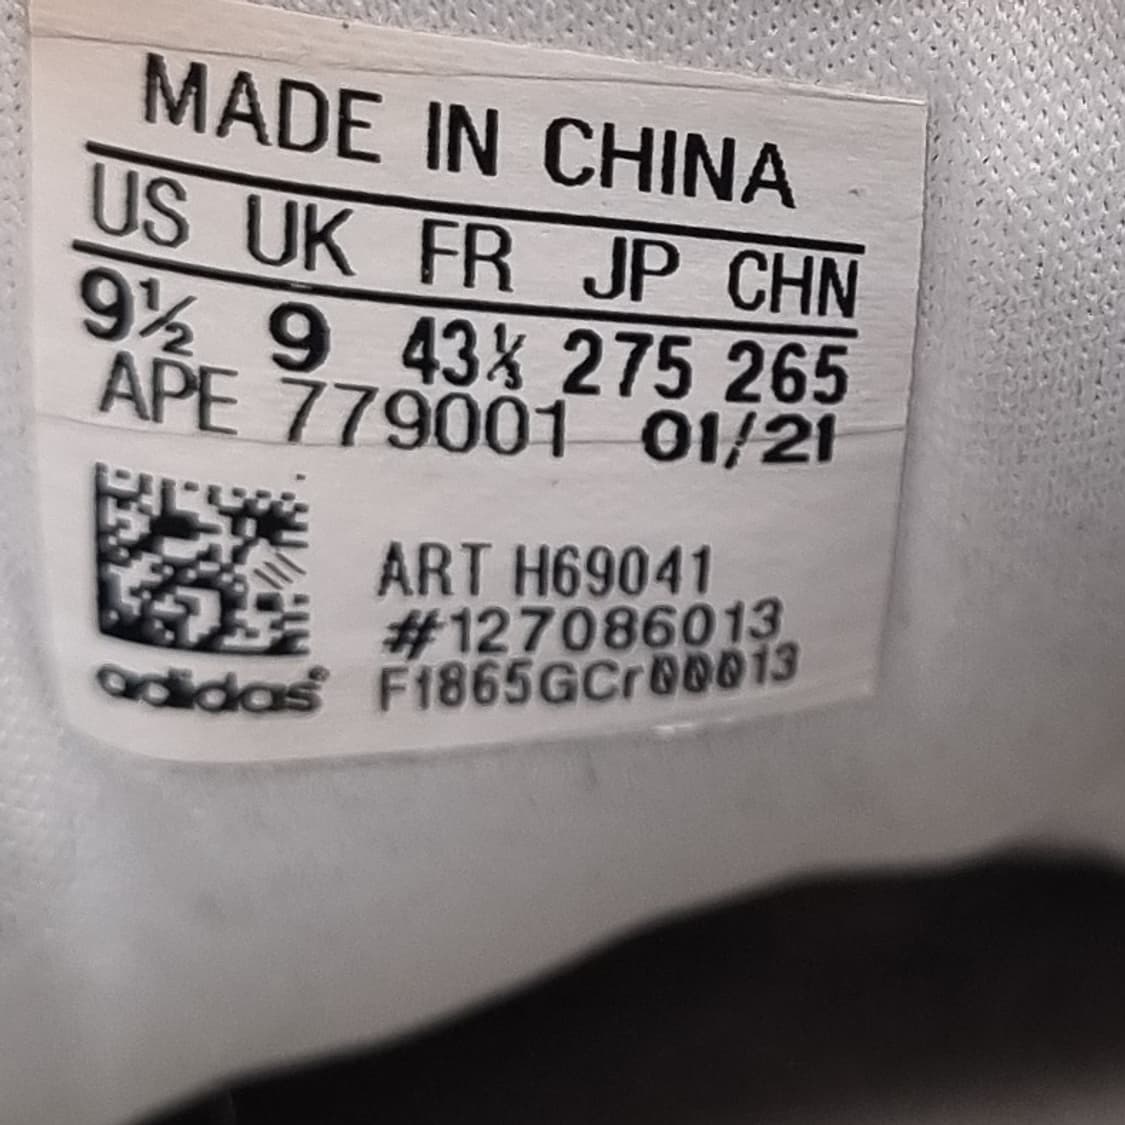 MADE IN CHINA
US UK FR JP CHN
9½ 9 43⅓ 275 265
APE 779001 01/21
ART H69041
#127086013
F1865GCr00013
adidas